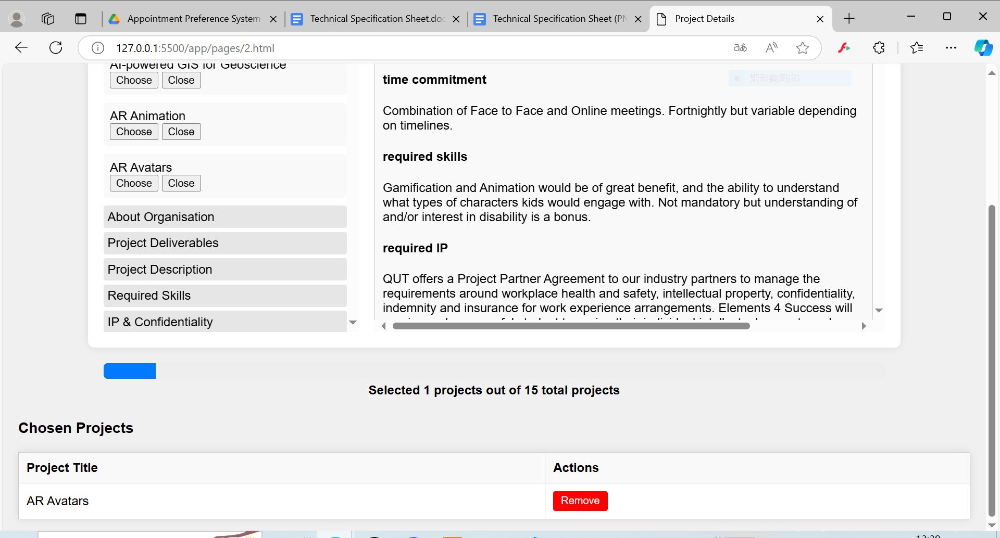 Appointment Preference System
Technical Specification Sheet.doc
Technical Specification Sheet (PN
Project Details
127.0.0.1:5500/app/pages/2.html
AI-powered GIS for Geoscience
Choose Close
AR Animation
Choose Close
AR Avatars
Choose Close
About Organisation
Project Deliverables
Project Description
Required Skills
IP & Confidentiality
time commitment
矩形截图(R)
Combination of Face to Face and Online meetings. Fortnightly but variable depending
on timelines.
required skills
Gamification and Animation would be of great benefit, and the ability to understand
what types of characters kids would engage with. Not mandatory but understanding of
and/or interest in disability is a bonus.
required IP
QUT offers a Project Partner Agreement to our industry partners to manage the
requirements around workplace health and safety, intellectual property, confidentiality,
indemnity and insurance for work experience arrangements. Elements 4 Success will
Selected 1 projects out of 15 total projects
Chosen Projects
Project Title Actions
AR Avatars Remove